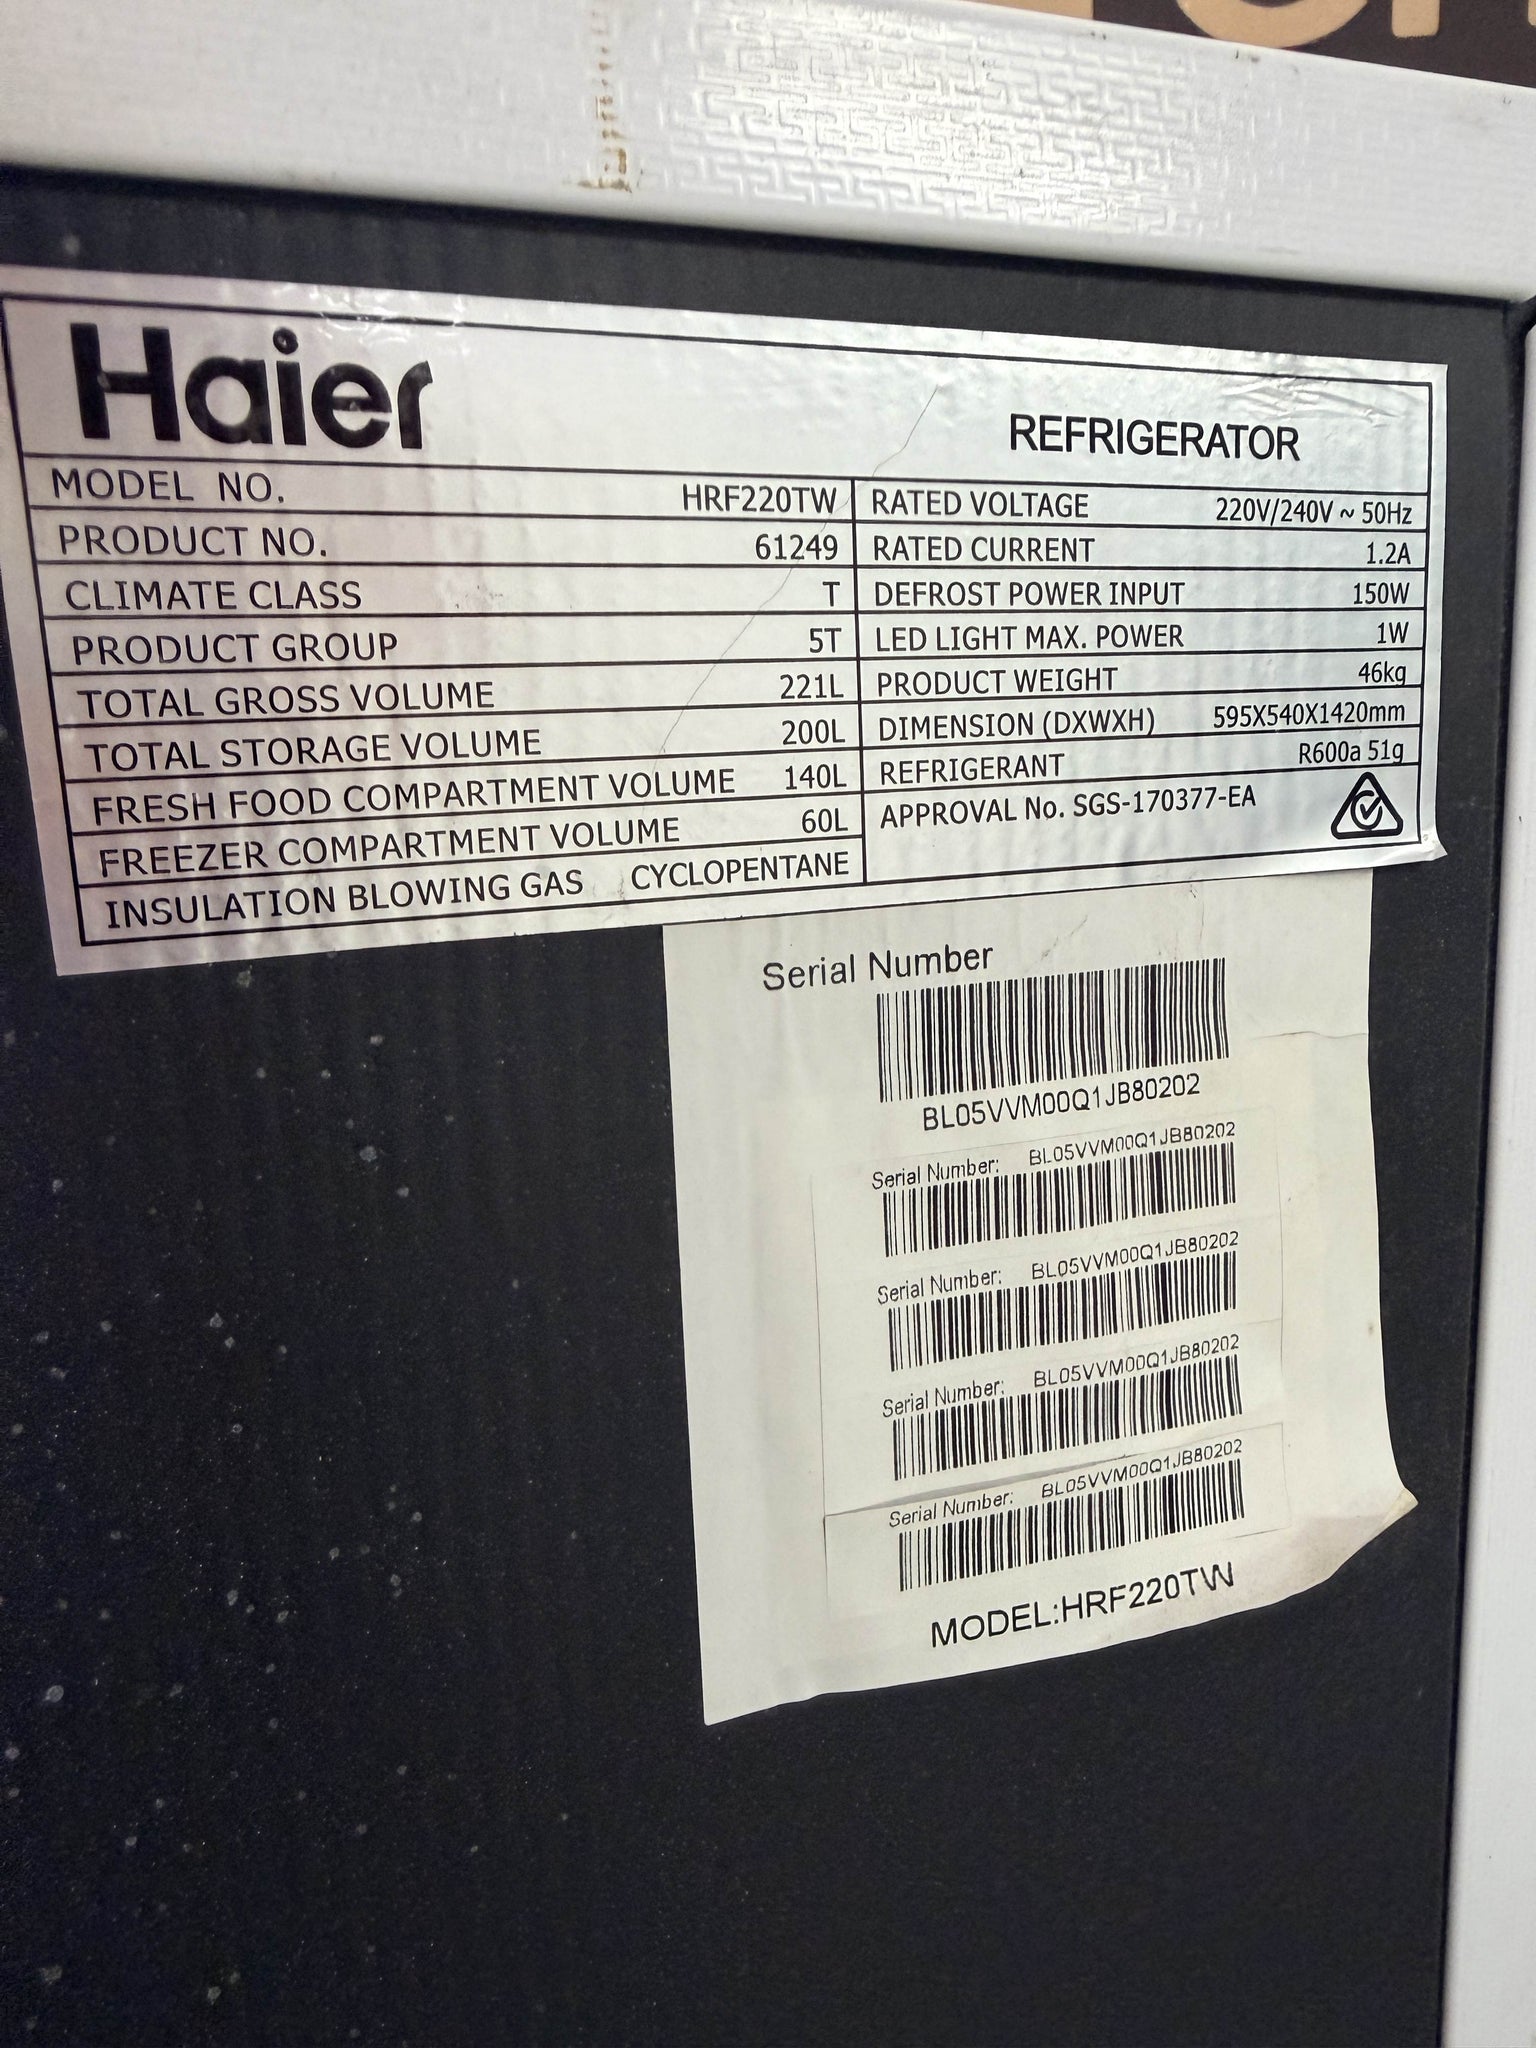 Haier
REFRIGERATOR
MODEL NO. HRF220TW
PRODUCT NO. 61249
CLIMATE CLASS T
PRODUCT GROUP 5T
TOTAL GROSS VOLUME 221L
TOTAL STORAGE VOLUME 200L
FRESH FOOD COMPARTMENT VOLUME 140L
FREEZER COMPARTMENT VOLUME 60L
INSULATION BLOWING GAS CYCLOPENTANE
RATED VOLTAGE 220V/240V ~ 50Hz
RATED CURRENT 1.2A
DEFROST POWER INPUT 150W
LED LIGHT MAX. POWER 1W
PRODUCT WEIGHT 46kg
DIMENSION (DXWXH) 595X540X1420mm
REFRIGERANT R600a 51g
APPROVAL No. SGS-170377-EA
Serial Number
BL05VVM00Q1JB80202
Serial Number: BL05VVM00Q1JB80202
Serial Number: BL05VVM00Q1JB80202
Serial Number: BL05VVM00Q1JB80202
Serial Number: BL05VVM00Q1JB80202
MODEL:HRF220TW